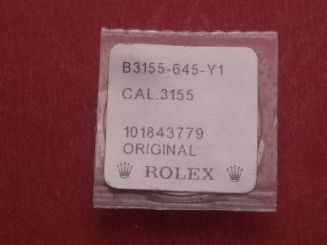 B3155-645-Y1
CAL.3155
101843779
ORIGINAL
ROLEX